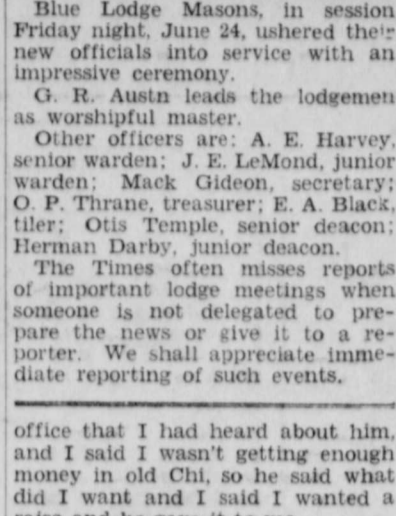 Blue Lodge Masons, in session
Friday night, June 24, ushered their
new officials into service with an
impressive ceremony.
G. R. Austn leads the lodgemen
as worshipful master.
Other officers are: A. E. Harvey,
senior warden; J. E. LeMond, junior
warden; Mack Gideon, secretary;
O. P. Thrane, treasurer; E. A. Black,
tiler; Otis Temple, senior deacon;
Herman Darby, junior deacon.
The Times often misses reports
of important lodge meetings when
someone is not delegated to pre-
pare the news or give it to a re-
porter. We shall appreciate imme-
diate reporting of such events.
office that I had heard about him,
and I said I wasn't getting enough
money in old Chi, so he said what
did I want and I said I wanted a